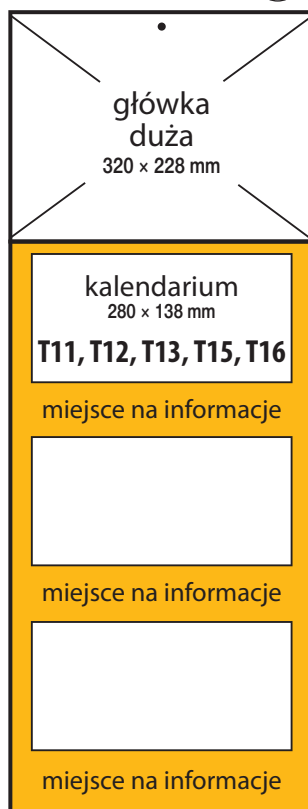 główka
duża
320 × 228 mm
kalendarium
280 × 138 mm
T11, T12, T13, T15, T16
miejsce na informacje
miejsce na informacje
miejsce na informacje